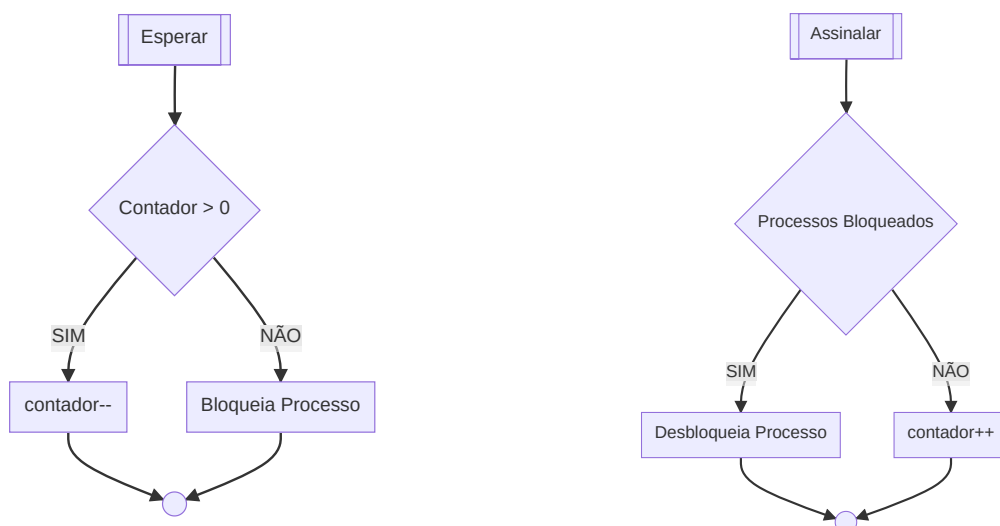 Esperar
Contador > 0
SIM
NÃO
contador--
Bloqueia Processo
Assinalar
Processos Bloqueados
SIM
NÃO
Desbloqueia Processo
contador++